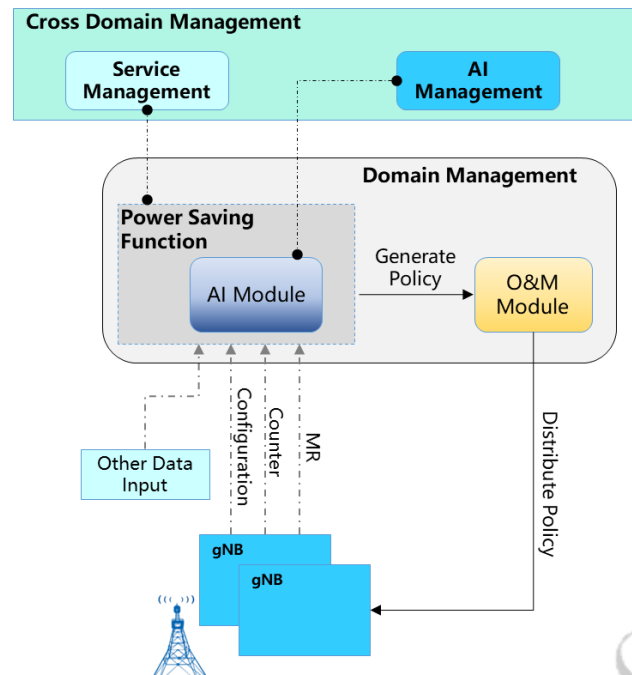 Cross Domain Management
Service
Management
AI
Management
Domain Management
Power Saving
Function
AI Module
Generate
Policy
O&M
Module
Configuration
Counter
MR
Distribute Policy
Other Data
Input
gNB
gNB